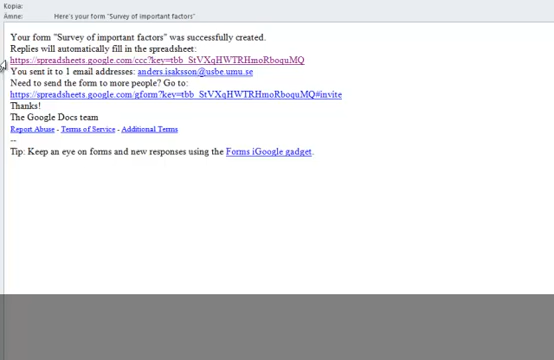 Kopia:
Ämne: Here's your form "Survey of important factors"
Your form "Survey of important factors" was successfully created.
Replies will automatically fill in the spreadsheet:
https://spreadsheets.google.com/ccc?key=tbb_StVXqHWTRHmoRboquMQ
You sent it to 1 email addresses: anders.isaksson@usbe.umu.se
Need to send the form to more people? Go to:
https://spreadsheets.google.com/gform?key=tbb_StVXqHWTRHmoRboquMQ#invite
Thanks!
The Google Docs team
Report Abuse - Terms of Service - Additional Terms
--
Tip: Keep an eye on forms and new responses using the Forms iGoogle gadget.